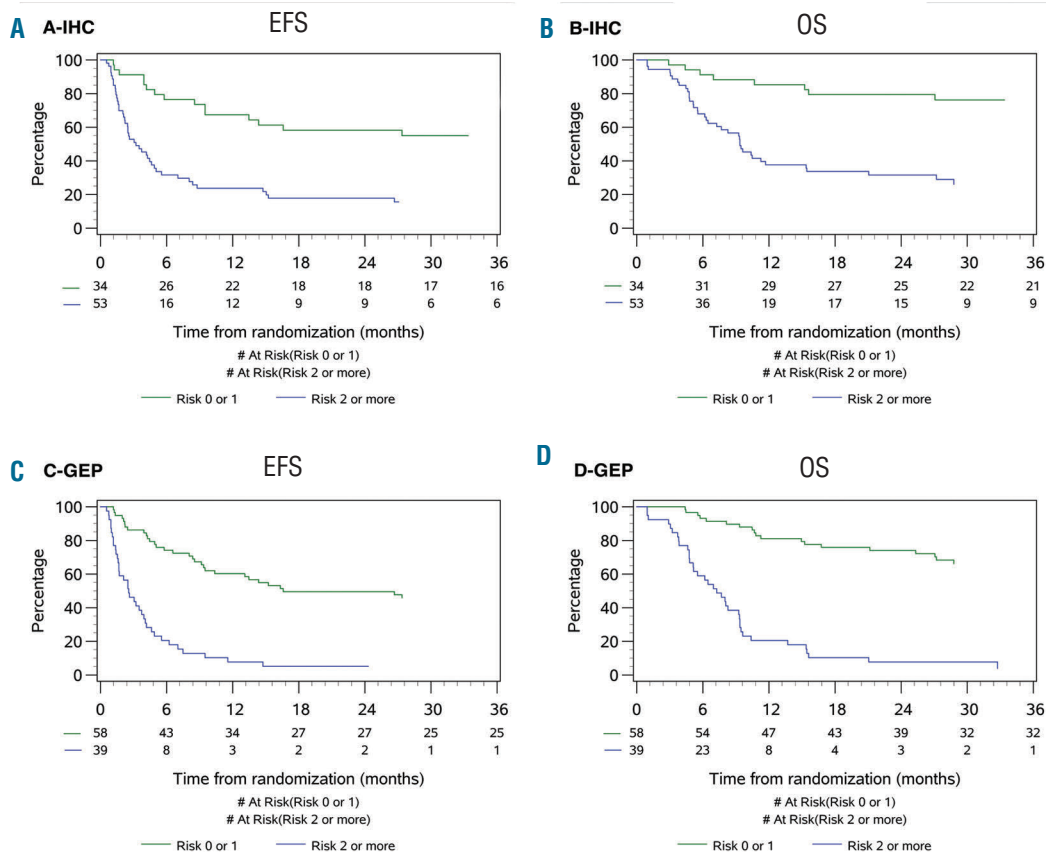 A A-IHC EFS
Percentage
100
80
60
40
20
0
0 6 12 18 24 30 36
34 26 22 18 18 17 16
53 16 12 9 9 6 6
Time from randomization (months)
# At Risk(Risk 0 or 1)
# At Risk(Risk 2 or more)
Risk 0 or 1 Risk 2 or more
B B-IHC OS
Percentage
100
80
60
40
20
0
0 6 12 18 24 30 36
34 31 29 27 25 22 21
53 36 19 17 15 9 9
Time from randomization (months)
# At Risk(Risk 0 or 1)
# At Risk(Risk 2 or more)
Risk 0 or 1 Risk 2 or more
C C-GEP EFS
Percentage
100
80
60
40
20
0
0 6 12 18 24 30 36
58 43 34 27 27 25 25
39 8 3 2 2 1 1
Time from randomization (months)
# At Risk(Risk 0 or 1)
# At Risk(Risk 2 or more)
Risk 0 or 1 Risk 2 or more
D D-GEP OS
Percentage
100
80
60
40
20
0
0 6 12 18 24 30 36
58 54 47 43 39 32 32
39 23 8 4 3 2 1
Time from randomization (months)
# At Risk(Risk 0 or 1)
# At Risk(Risk 2 or more)
Risk 0 or 1 Risk 2 or more